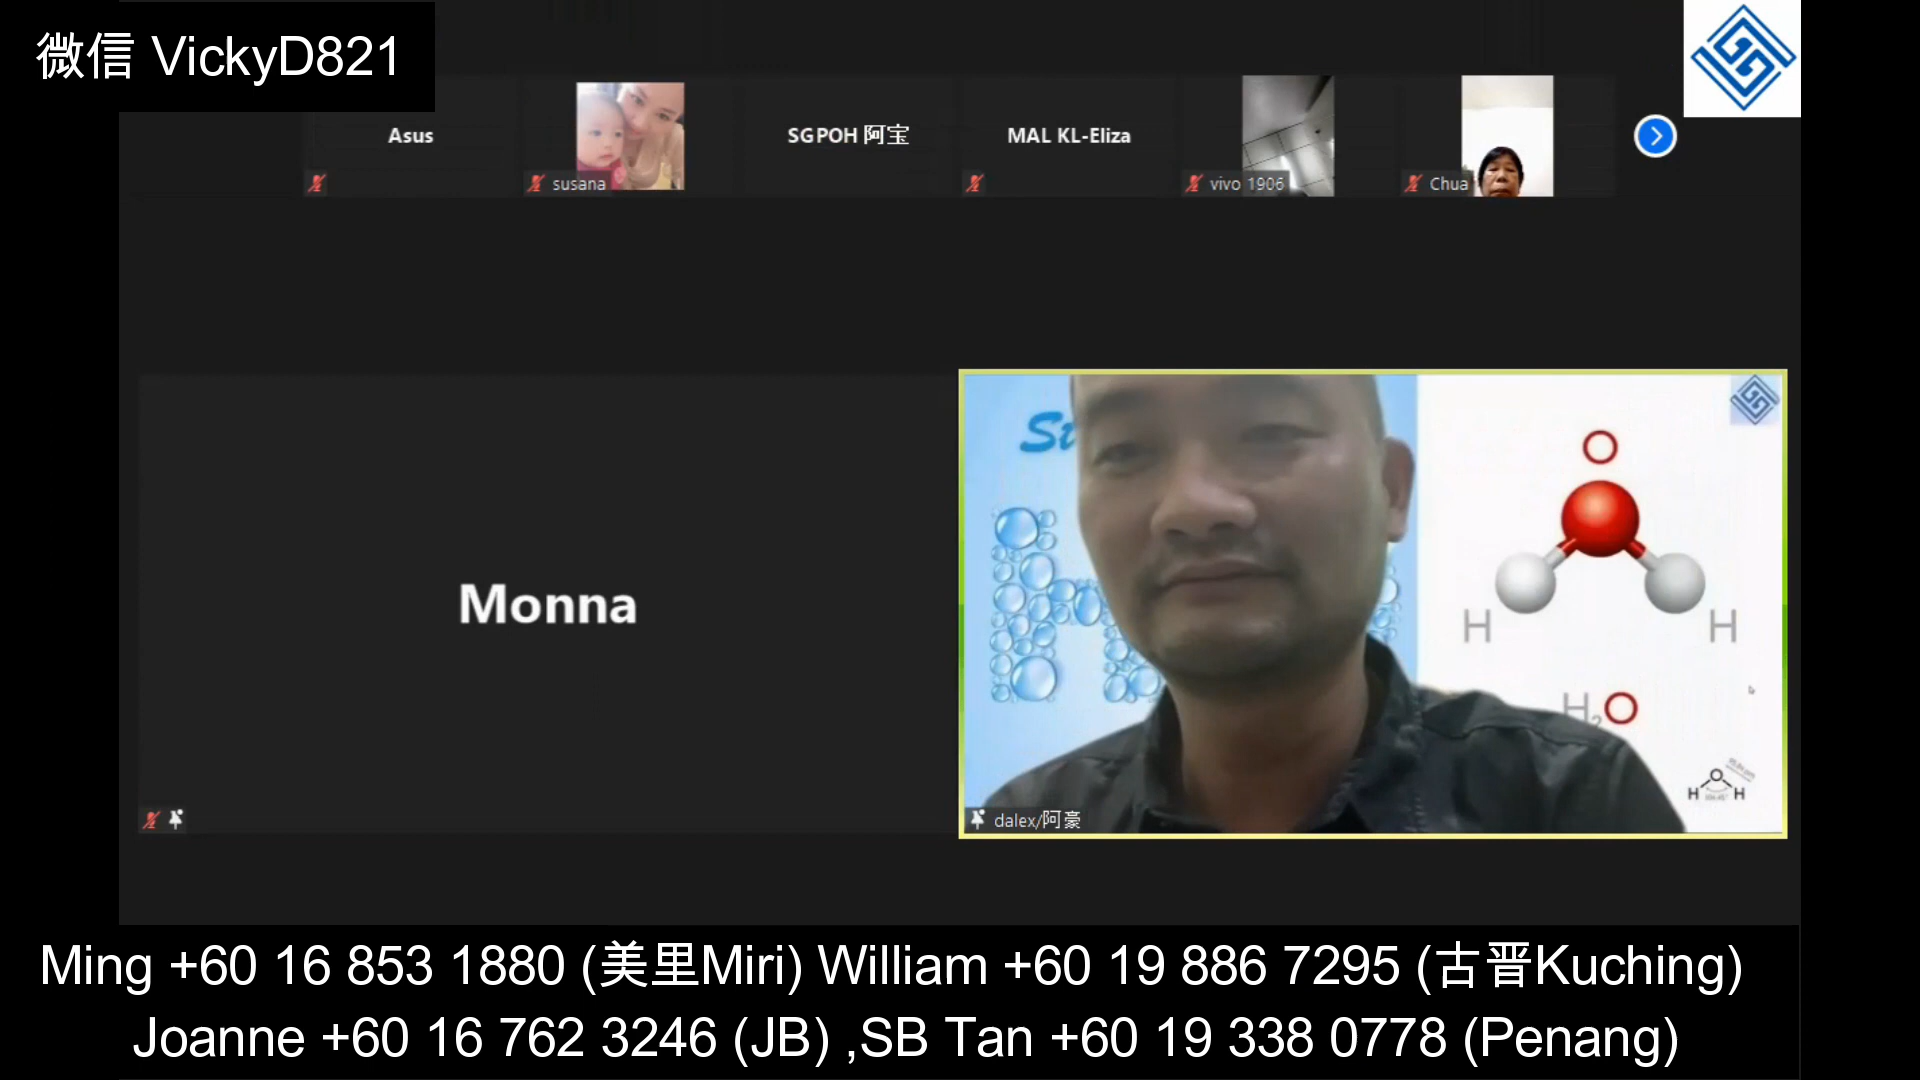 微信 VickyD821
Asus
susana
SGPOH 阿宝
MAL KL-Eliza
vivo 1906
Chua
Monna
St
O
H H
H₂O
H O H
dalex/阿豪
Ming +60 16 853 1880 (美里Miri) William +60 19 886 7295 (古晋Kuching)
Joanne +60 16 762 3246 (JB) ,SB Tan +60 19 338 0778 (Penang)